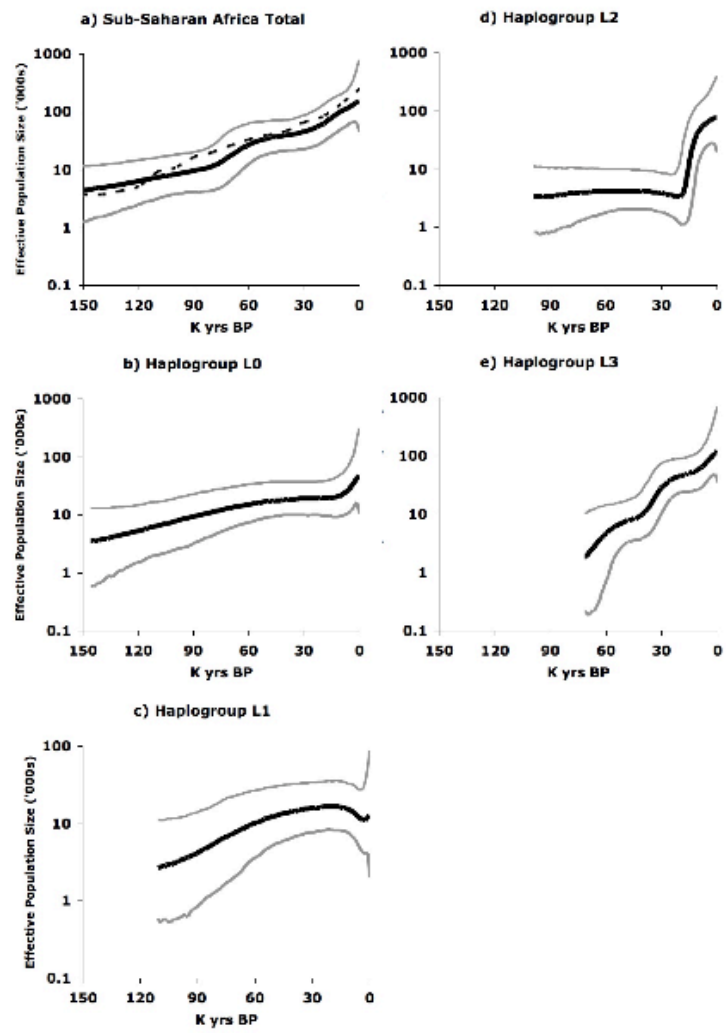 a) Sub-Saharan Africa Total
Effective Population Size ('000s)
1000
100
10
1
0.1
150 120 90 60 30 0
K yrs BP
b) Haplogroup L0
Effective Population Size ('000s)
1000
100
10
1
0.1
150 120 90 60 30 0
K yrs BP
c) Haplogroup L1
Effective Population Size ('000s)
100
10
1
0.1
150 120 90 60 30 0
K yrs BP
d) Haplogroup L2
1000
100
10
1
0.1
150 120 90 60 30 0
K yrs BP
e) Haplogroup L3
1000
100
10
1
0.1
150 120 90 60 30 0
K yrs BP